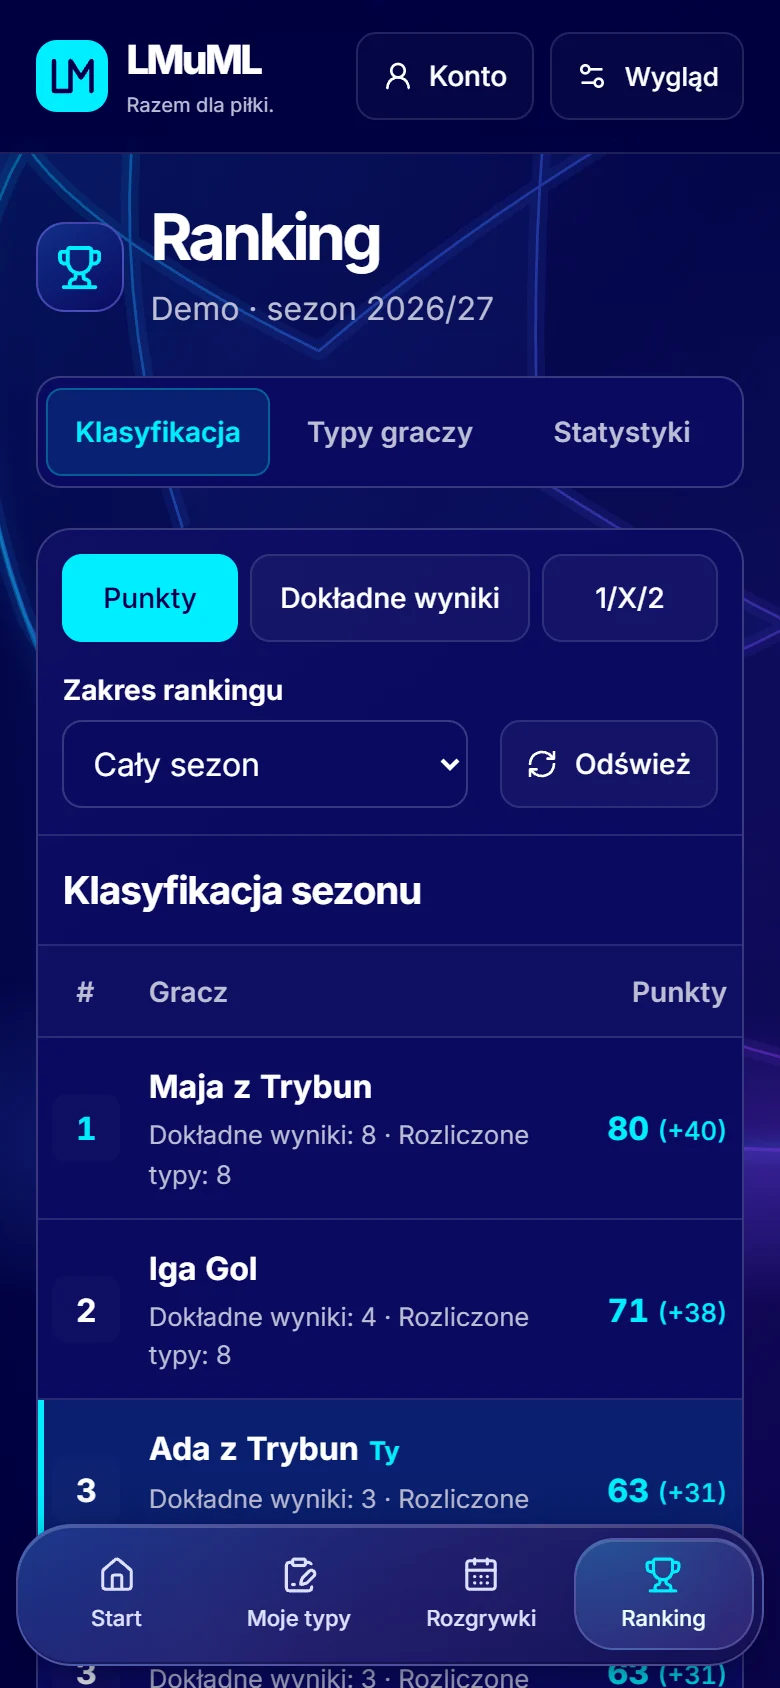 LM
LMuML
Razem dla piłki.
Konto
Wygląd
Ranking
Demo · sezon 2026/27
Klasyfikacja
Typy graczy
Statystyki
Punkty
Dokładne wyniki
1/X/2
Zakres rankingu
Cały sezon
Odśwież
Klasyfikacja sezonu
# Gracz Punkty
Maja z Trybun
1
Dokładne wyniki: 8 · Rozliczone
typy: 8
80 (+40)
Iga Gol
2
Dokładne wyniki: 4 · Rozliczone
typy: 8
71 (+38)
Ada z Trybun Ty
3
Dokładne wyniki: 3 · Rozliczone
63 (+31)
Start
Moje typy
Rozgrywki
Ranking
3
Dokładne wyniki: 3 · Rozliczone
63 (+31)